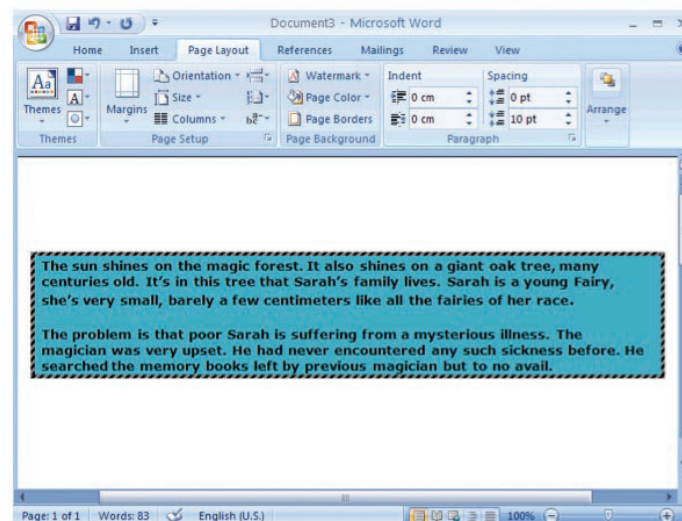 Document3 - Microsoft Word
Home Insert Page Layout References Mailings Review View
Themes
Margins
Orientation
Size
Columns
Watermark
Page Color
Page Borders
Indent
0 cm
0 cm
Spacing
0 pt
10 pt
Arrange
Themes Page Setup Page Background Paragraph
The sun shines on the magic forest. It also shines on a giant oak tree, many
centuries old. It's in this tree that Sarah's family lives. Sarah is a young Fairy,
she's very small, barely a few centimeters like all the fairies of her race.
The problem is that poor Sarah is suffering from a mysterious illness. The
magician was very upset. He had never encountered any such sickness before. He
searched the memory books left by previous magician but to no avail.
Page: 1 of 1 Words: 83 English (U.S.) 100%